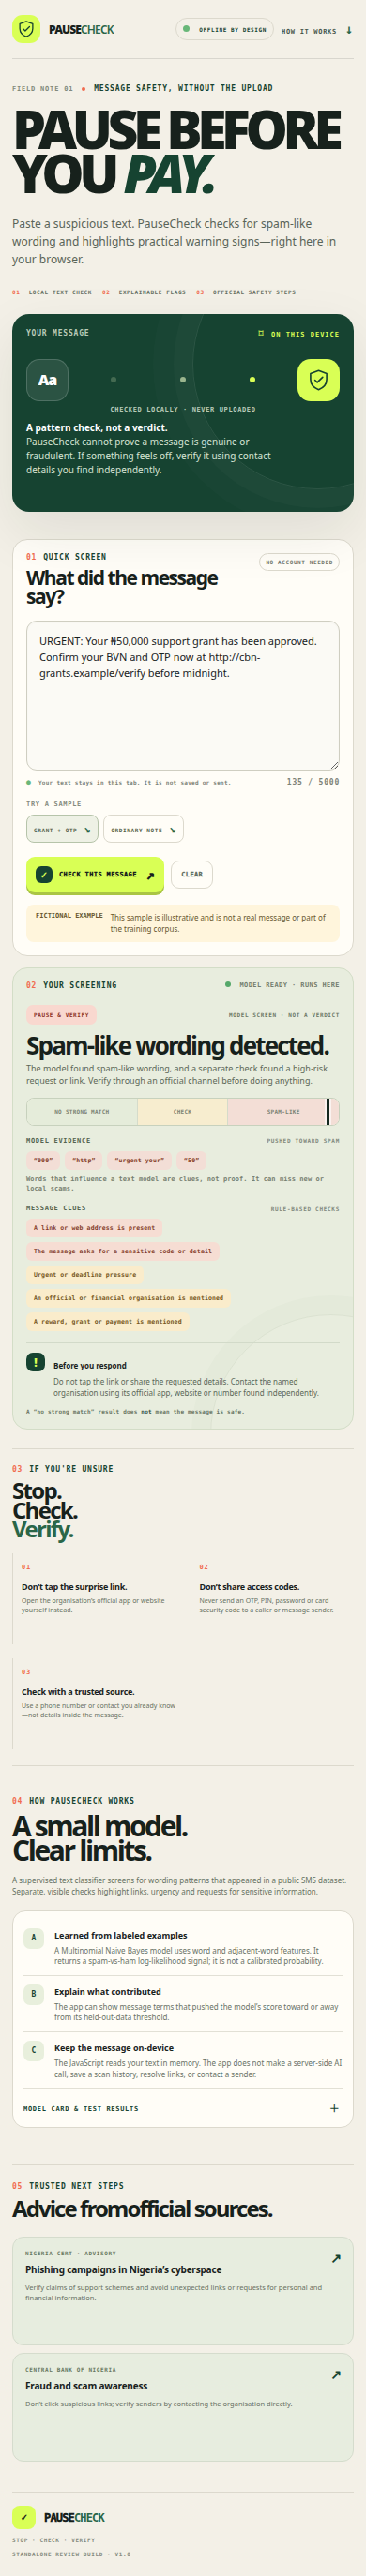 PAUSECHECK
OFFLINE BY DESIGN
HOW IT WORKS ↓
FIELD NOTE 01 • MESSAGE SAFETY, WITHOUT THE UPLOAD
PAUSE BEFORE
YOU PAY.
Paste a suspicious text. PauseCheck checks for spam-like
wording and highlights practical warning signs—right here in
your browser.
01 LOCAL TEXT CHECK 02 EXPLAINABLE FLAGS 03 OFFICIAL SAFETY STEPS
YOUR MESSAGE
ON THIS DEVICE
Aa
CHECKED LOCALLY · NEVER UPLOADED
A pattern check, not a verdict.
PauseCheck cannot prove a message is genuine or
fraudulent. If something feels off, verify it using contact
details you find independently.
01 QUICK SCREEN
NO ACCOUNT NEEDED
What did the message
say?
URGENT: Your ₦50,000 support grant has been approved.
Confirm your BVN and OTP now at http://cbn-
grants.example/verify before midnight.
Your text stays in this tab. It is not saved or sent.
135 / 5000
TRY A SAMPLE
GRANT + OTP ↘
ORDINARY NOTE ↘
✓ CHECK THIS MESSAGE ↗
CLEAR
FICTIONAL EXAMPLE This sample is illustrative and is not a real message or part of
the training corpus.
02 YOUR SCREENING
MODEL READY · RUNS HERE
PAUSE & VERIFY
MODEL SCREEN · NOT A VERDICT
Spam-like wording detected.
The model found spam-like wording, and a separate check found a high-risk
request or link. Verify through an official channel before doing anything.
NO STRONG MATCH
CHECK
SPAM-LIKE
MODEL EVIDENCE
PUSHED TOWARD SPAM
“000” “http” “urgent your” “50”
Words that influence a text model are clues, not proof. It can miss new or
local scams.
MESSAGE CLUES
RULE-BASED CHECKS
A link or web address is present
The message asks for a sensitive code or detail
Urgent or deadline pressure
An official or financial organisation is mentioned
A reward, grant or payment is mentioned
! Before you respond
Do not tap the link or share the requested details. Contact the named
organisation using its official app, website or number found independently.
A “no strong match” result does not mean the message is safe.
03 IF YOU'RE UNSURE
Stop.
Check.
Verify.
01
Don’t tap the surprise link.
Open the organisation’s official app or website
yourself instead.
02
Don’t share access codes.
Never send an OTP, PIN, password or card
security code to a caller or message sender.
03
Check with a trusted source.
Use a phone number or contact you already know
—not details inside the message.
04 HOW PAUSECHECK WORKS
A small model.
Clear limits.
A supervised text classifier screens for wording patterns that appeared in a public SMS dataset.
Separate, visible checks highlight links, urgency and requests for sensitive information.
A Learned from labeled examples
A Multinomial Naive Bayes model uses word and adjacent-word features. It
returns a spam-vs-ham log-likelihood signal; it is not a calibrated probability.
B Explain what contributed
The app can show message terms that pushed the model’s score toward or away
from its held-out-data threshold.
C Keep the message on-device
The JavaScript reads your text in memory. The app does not make a server-side AI
call, save a scan history, resolve links, or contact a sender.
MODEL CARD & TEST RESULTS +
05 TRUSTED NEXT STEPS
Advice fromofficial sources.
NIGERIA CERT · ADVISORY ↗
Phishing campaigns in Nigeria’s cyberspace
Verify claims of support schemes and avoid unexpected links or requests for personal and
financial information.
CENTRAL BANK OF NIGERIA ↗
Fraud and scam awareness
Don’t click suspicious links; verify senders by contacting the organisation directly.
✓ PAUSECHECK
STOP · CHECK · VERIFY
STANDALONE REVIEW BUILD · V1.0